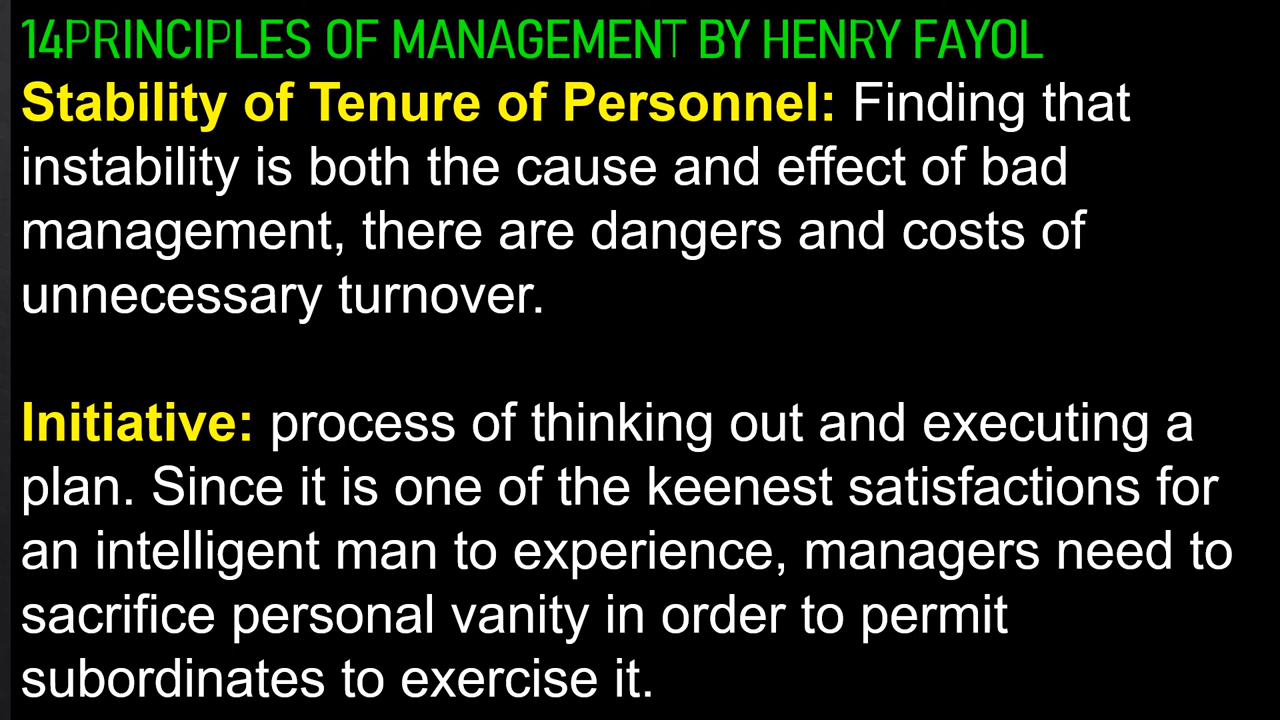 14PRINCIPLES OF MANAGEMENT BY HENRY FAYOL
Stability of Tenure of Personnel: Finding that
instability is both the cause and effect of bad
management, there are dangers and costs of
unnecessary turnover.
Initiative: process of thinking out and executing a
plan. Since it is one of the keenest satisfactions for
an intelligent man to experience, managers need to
sacrifice personal vanity in order to permit
subordinates to exercise it.